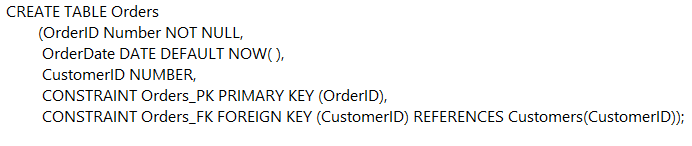 CREATE TABLE Orders
(OrderID Number NOT NULL,
OrderDate DATE DEFAULT NOW( ),
CustomerID NUMBER,
CONSTRAINT Orders_PK PRIMARY KEY (OrderID),
CONSTRAINT Orders_FK FOREIGN KEY (CustomerID) REFERENCES Customers(CustomerID));